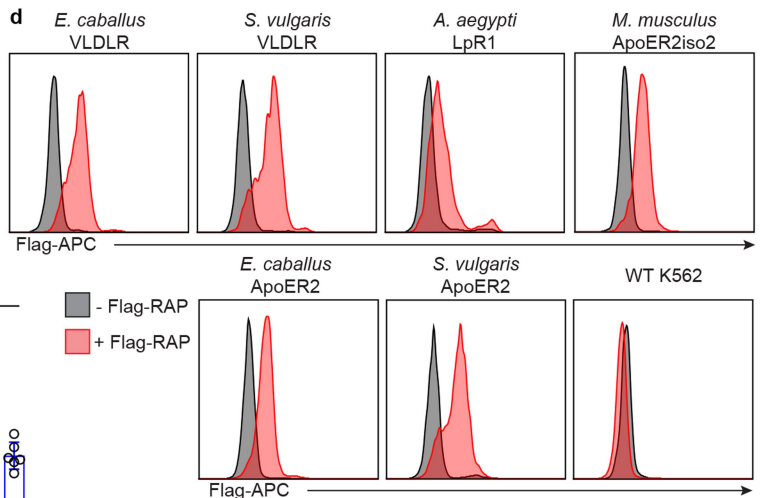 d
E. caballus
VLDLR
S. vulgaris
VLDLR
A. aegypti
LpR1
M. musculus
ApoER2iso2
Flag-APC
E. caballus
ApoER2
S. vulgaris
ApoER2
WT K562
- Flag-RAP
+ Flag-RAP
Flag-APC